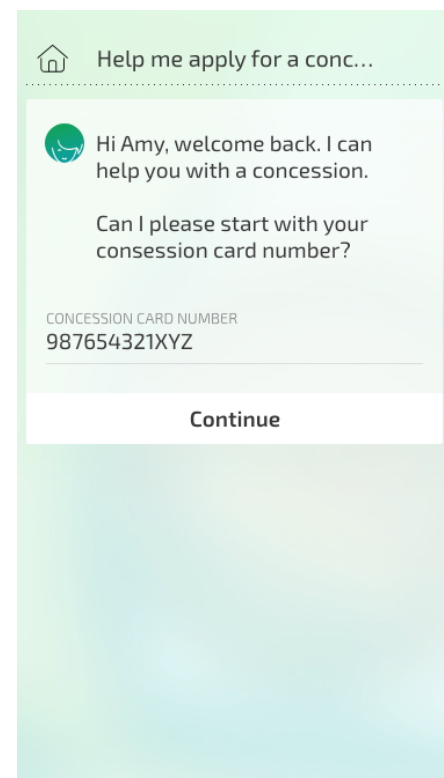 Help me apply for a conc...
Hi Amy, welcome back. I can
help you with a concession.
Can I please start with your
consession card number?
CONCESSION CARD NUMBER
987654321XYZ
Continue